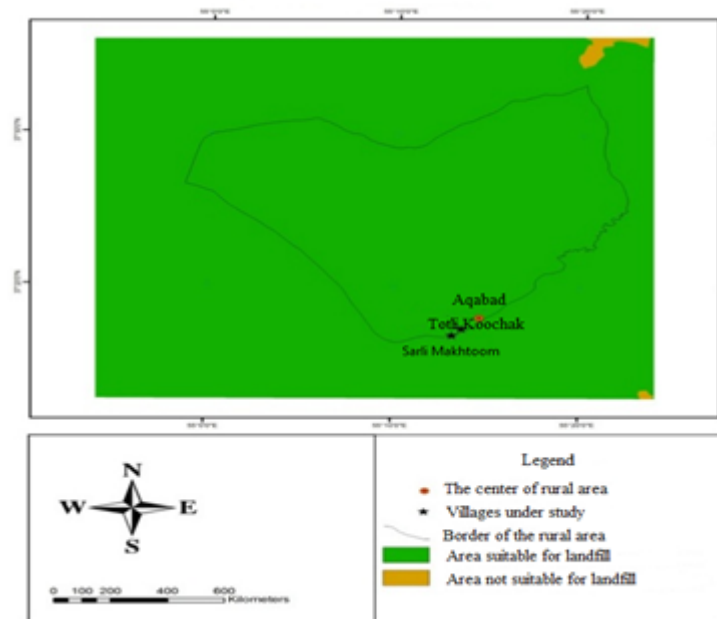 Aqabad
Totli Koochak
Sarli Makhtoom
N
W E
S
0 100 200 400 600
Kilometers
Legend
The center of rural area
Villages under study
Border of the rural area
Area suitable for landfill
Area not suitable for landfill